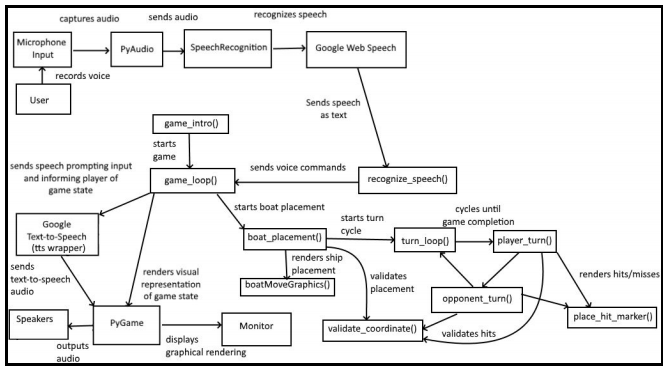 captures audio
sends audio
recognizes speech
Microphone
Input
PyAudio
SpeechRecognition
Google Web Speech
records voice
User
Sends speech
as text
game_intro()
starts
game
sends speech prompting input
and informing player of
game state
game_loop()
sends voice commands
recognize_speech()
starts boat placement
cycles until
game completion
starts turn
cycle
Google
Text-to-Speech
(tts wrapper)
boat_placement()
turn_loop()
player_turn()
sends
text-to-speech
audio
renders visual
representation
of game state
renders ship
placement
boatMoveGraphics()
validates
placement
renders hits/misses
opponent_turn()
Speakers
PyGame
Monitor
validate_coordinate()
place_hit_marker()
validates hits
outputs
audio
displays
graphical rendering